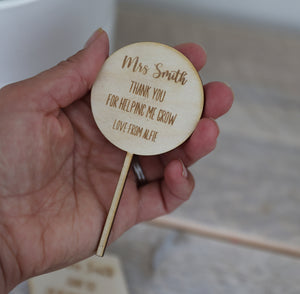 Mrs Smith
THANK YOU
FOR HELPING ME GROW
LOVE FROM ALFIE